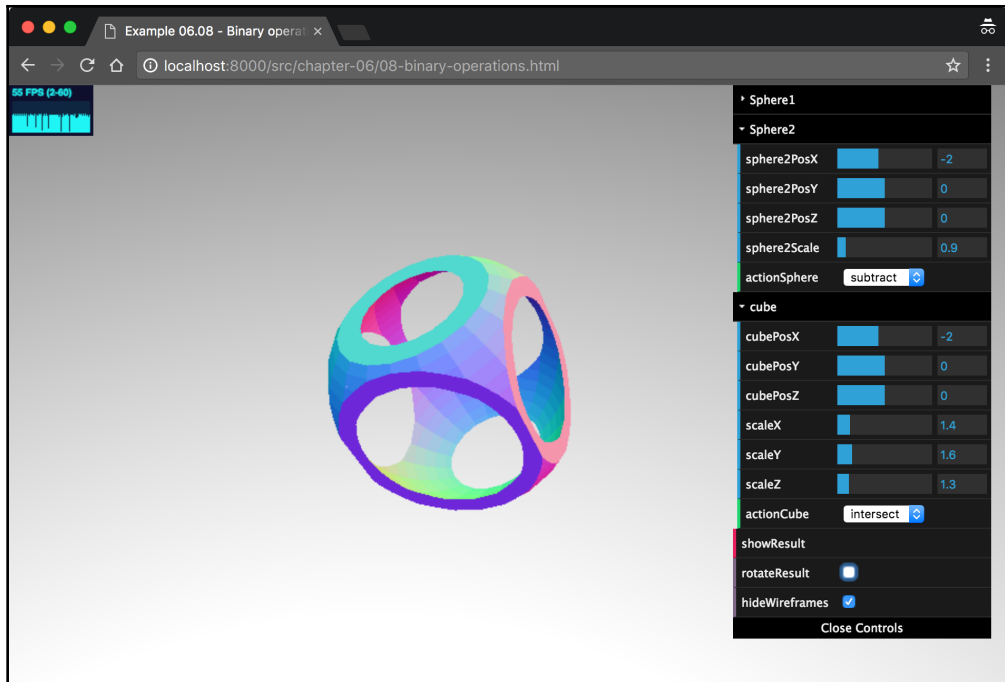 Example 06.08 - Binary operat
localhost:8000/src/chapter-06/08-binary-operations.html
55 FPS (2-60)
Sphere1
Sphere2
sphere2PosX -2
sphere2PosY 0
sphere2PosZ 0
sphere2Scale 0.9
actionSphere subtract
cube
cubePosX -2
cubePosY 0
cubePosZ 0
scaleX 1.4
scaleY 1.6
scaleZ 1.3
actionCube intersect
showResult
rotateResult
hideWireframes
Close Controls